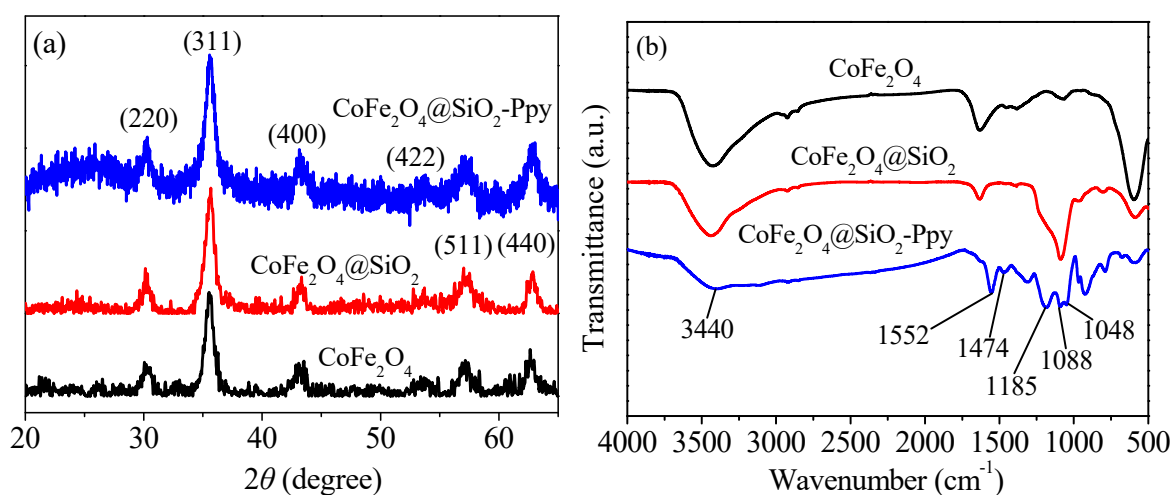 (a)
(311)
(220)
(400)
CoFe₂O₄@SiO₂-Ppy
(422)
(511)
(440)
CoFe₂O₄@SiO₂
CoFe₂O₄
20
30
40
50
60
2θ (degree)
(b)
CoFe₂O₄
CoFe₂O₄@SiO₂
CoFe₂O₄@SiO₂-Ppy
3440
1552
1474
1185
1088
1048
Transmittance (a.u.)
4000
3500
3000
2500
2000
1500
1000
500
Wavenumber (cm⁻¹)